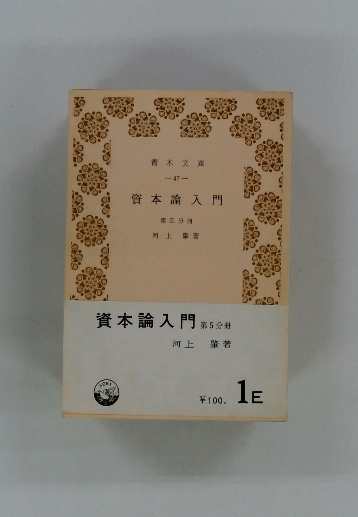 青木文庫
—47—
資本論入門
第五分冊
河上肇著
資本論入門 第5分冊
河上肇著
AOKI
¥100.
1E